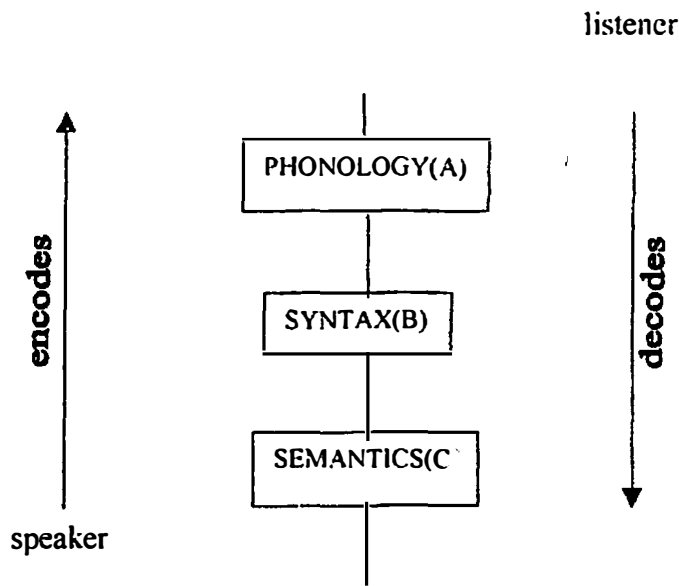 listener
PHONOLOGY(A)
encodes
SYNTAX(B)
decodes
SEMANTICS(C
speaker